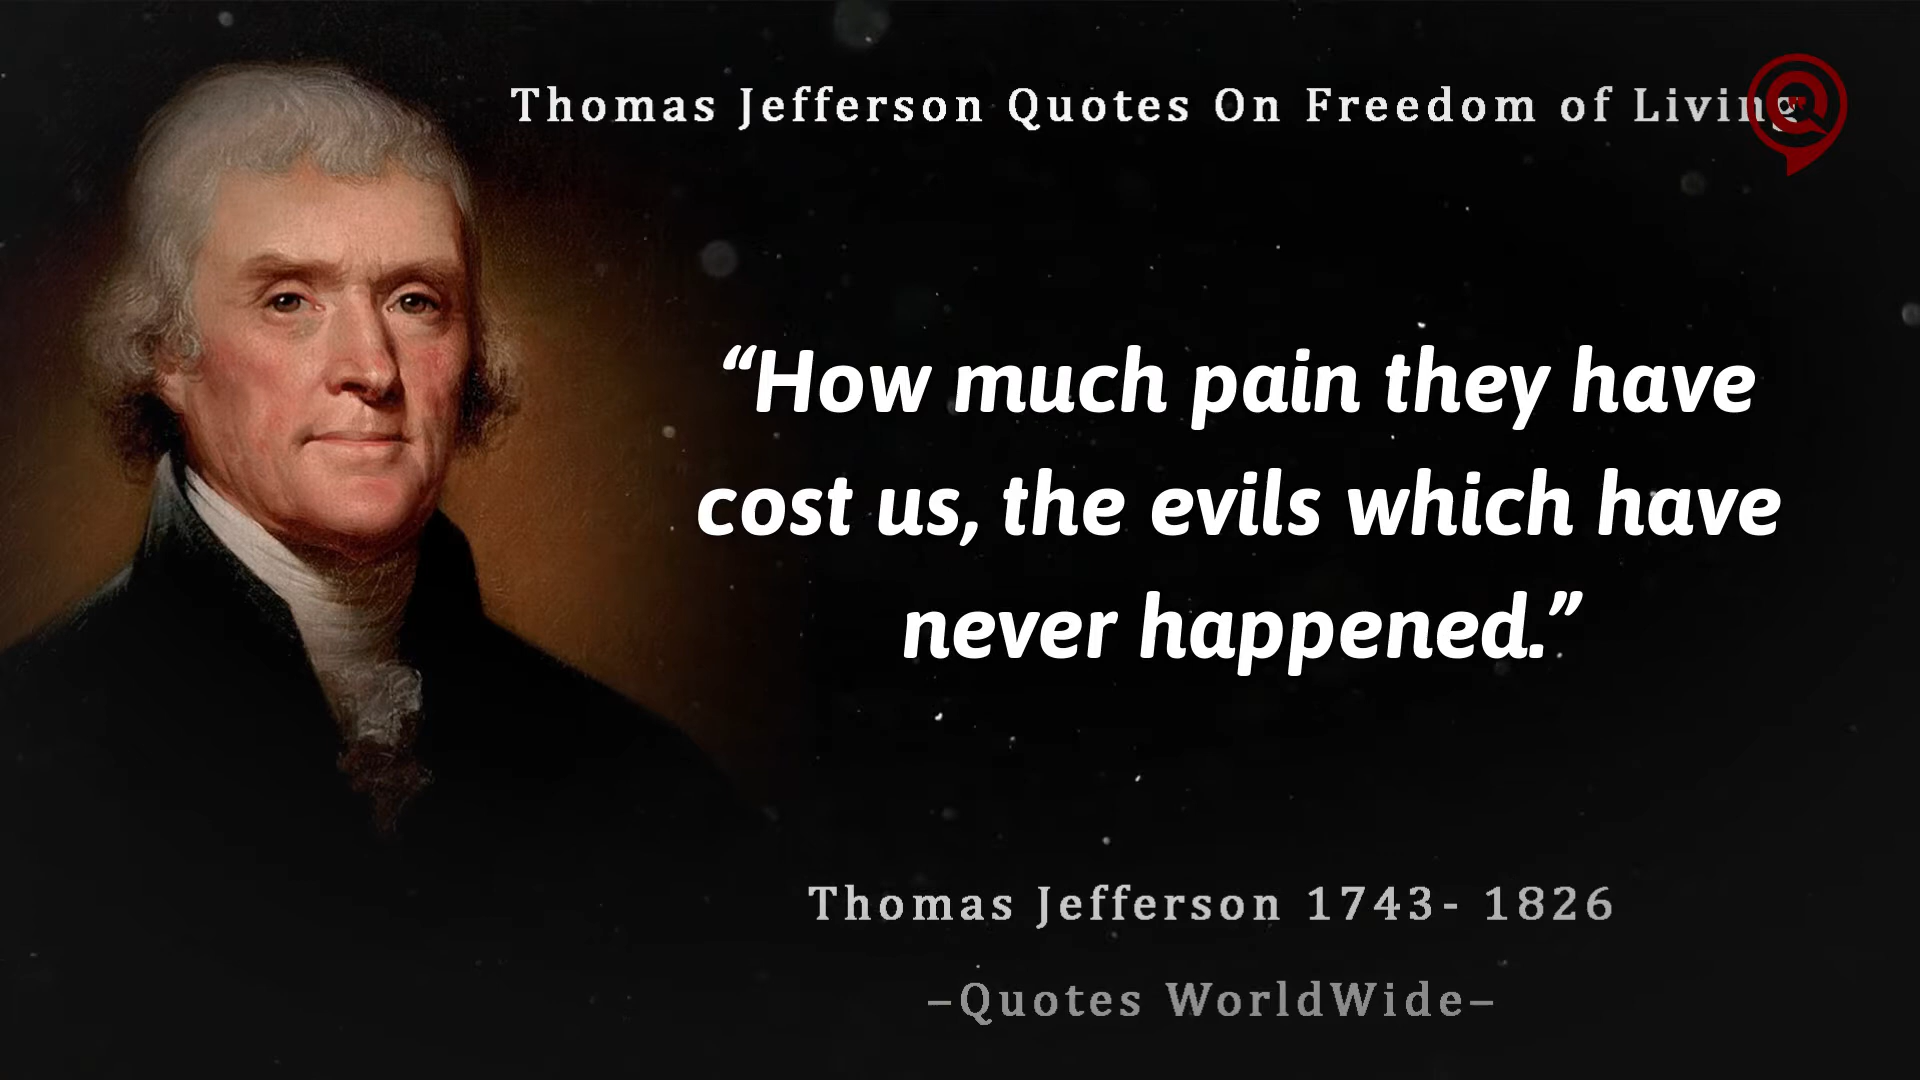 Thomas Jefferson Quotes On Freedom of Living
“How much pain they have
cost us, the evils which have
never happened.”
Thomas Jefferson 1743- 1826
–Quotes WorldWide–